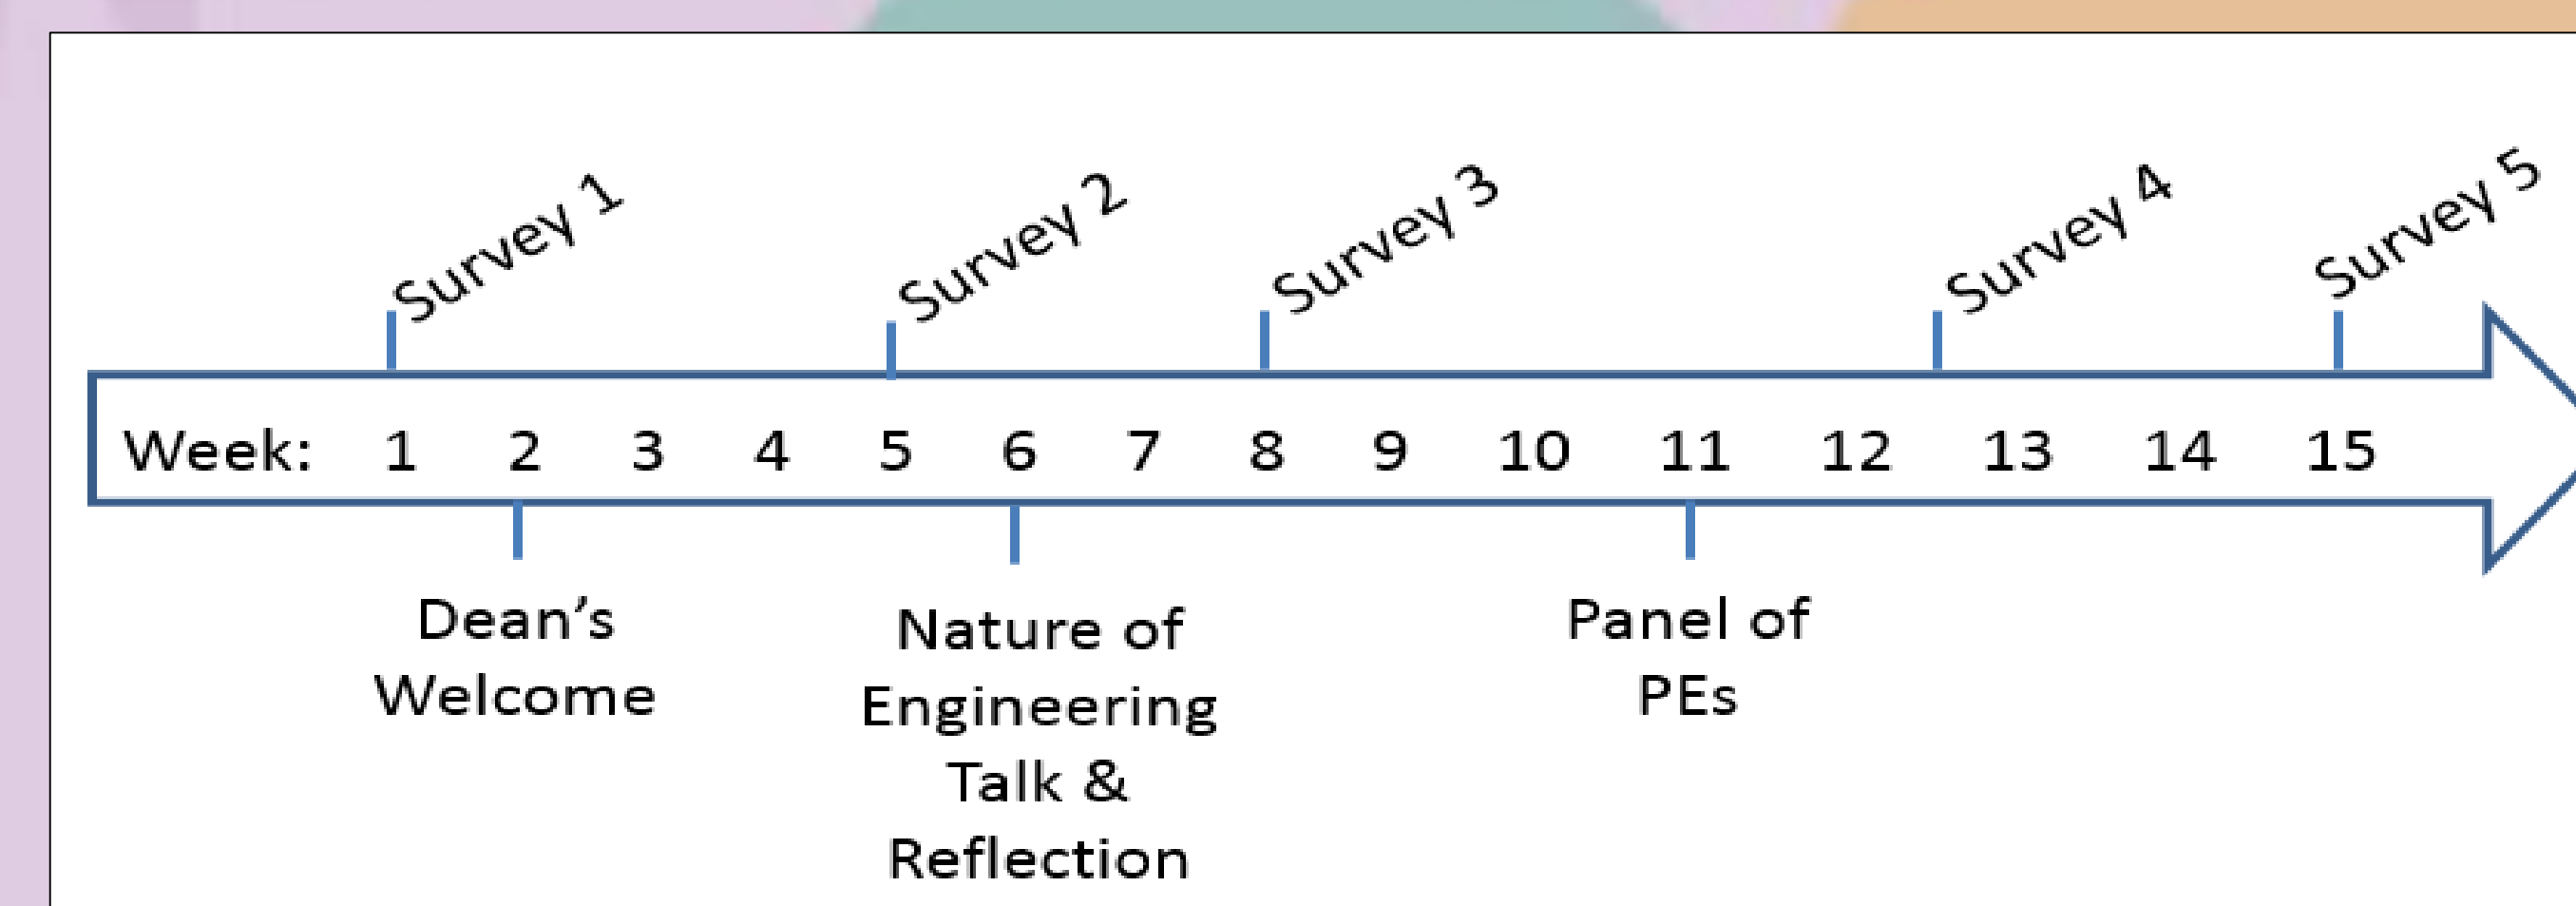 Survey 1
Survey 2
Survey 3
Survey 4
Survey 5
Week: 1 2 3 4 5 6 7 8 9 10 11 12 13 14 15
Dean’s
Welcome
Nature of
Engineering
Talk &
Reflection
Panel of
PEs